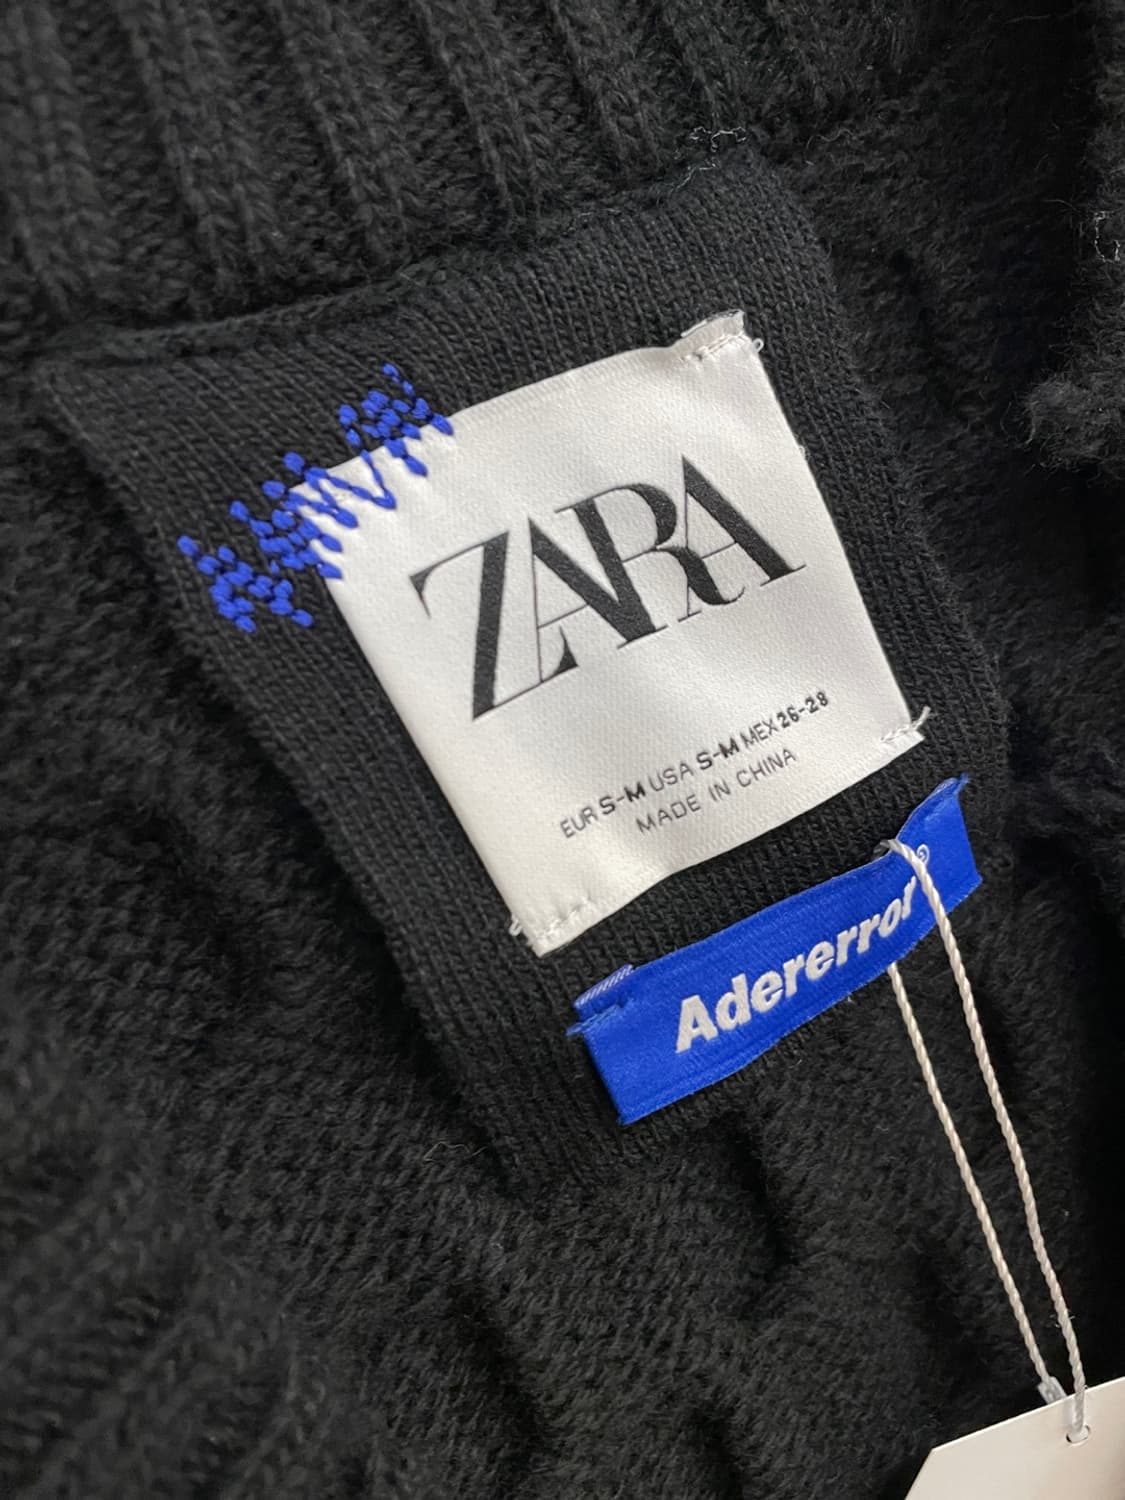 ZARA
EUR S-M USA S-M MEX 26-28
MADE IN CHINA
Adererror®